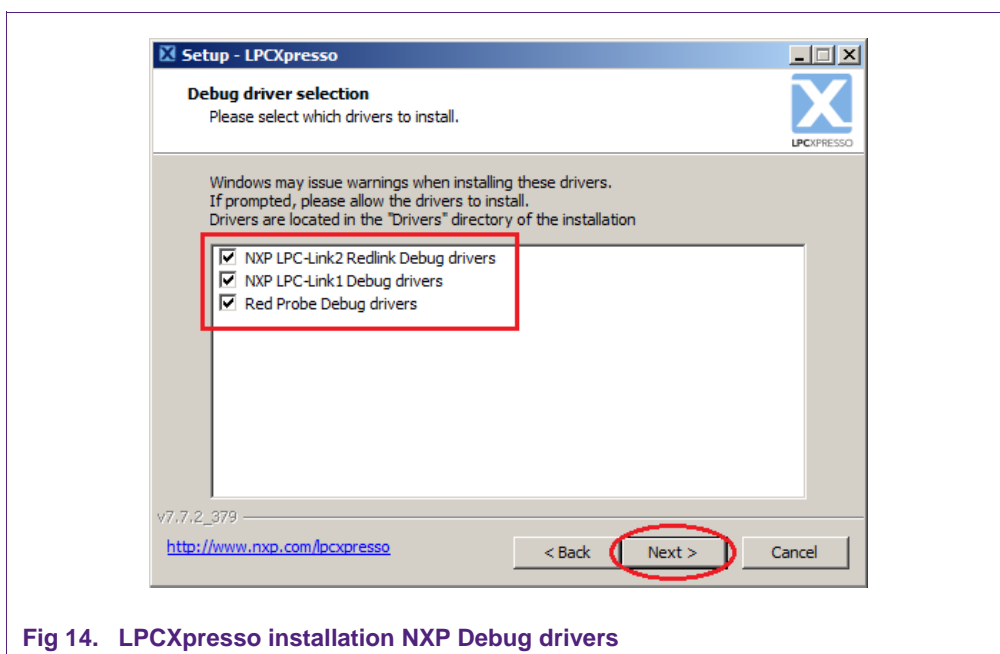 Setup - LPCXpresso
Debug driver selection
Please select which drivers to install.
LPCXPRESSO
Windows may issue warnings when installing these drivers.
If prompted, please allow the drivers to install.
Drivers are located in the "Drivers" directory of the installation
NXP LPC-Link2 Redlink Debug drivers
NXP LPC-Link1 Debug drivers
Red Probe Debug drivers
v7.7.2_379
http://www.nxp.com/lpcxpresso
< Back Next > Cancel
Fig 14. LPCXpresso installation NXP Debug drivers